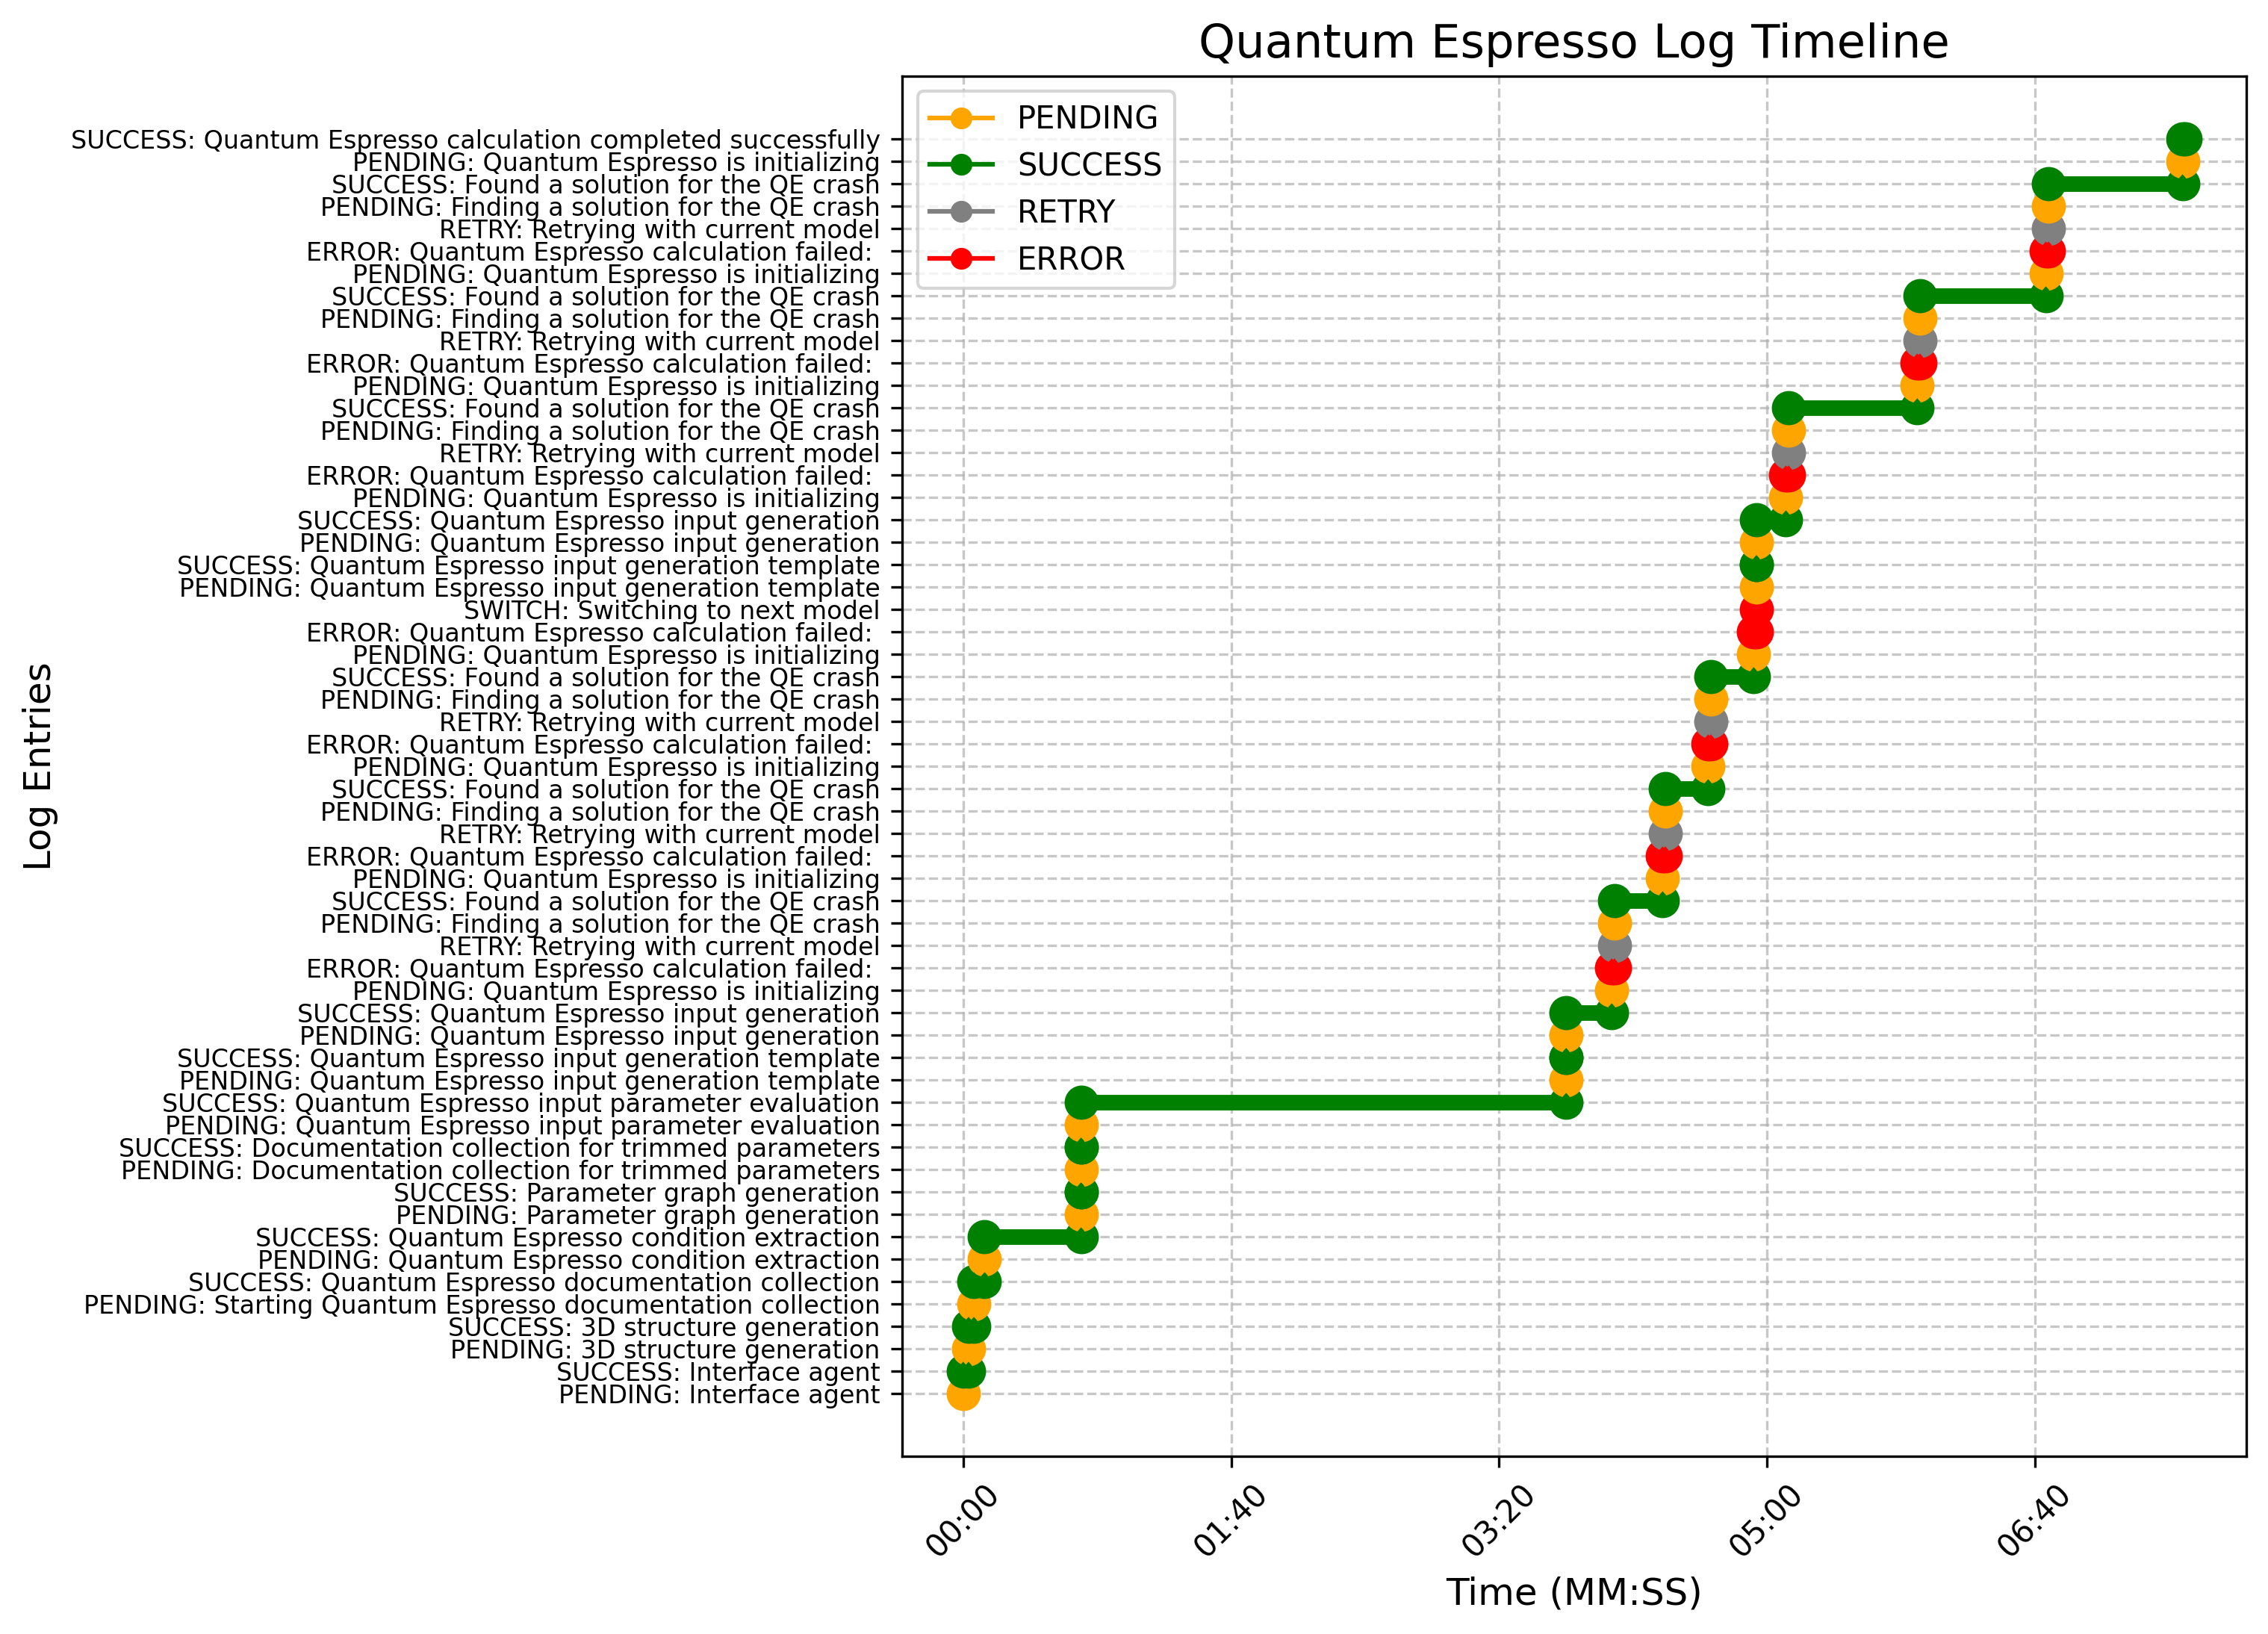 Quantum Espresso Log Timeline
PENDING
SUCCESS
RETRY
ERROR
Log Entries
SUCCESS: Quantum Espresso calculation completed successfully
PENDING: Quantum Espresso is initializing
SUCCESS: Found a solution for the QE crash
PENDING: Finding a solution for the QE crash
RETRY: Retrying with current model
ERROR: Quantum Espresso calculation failed:
PENDING: Quantum Espresso is initializing
SUCCESS: Found a solution for the QE crash
PENDING: Finding a solution for the QE crash
RETRY: Retrying with current model
ERROR: Quantum Espresso calculation failed:
PENDING: Quantum Espresso is initializing
SUCCESS: Found a solution for the QE crash
PENDING: Finding a solution for the QE crash
RETRY: Retrying with current model
ERROR: Quantum Espresso calculation failed:
PENDING: Quantum Espresso is initializing
SUCCESS: Quantum Espresso input generation
PENDING: Quantum Espresso input generation
SUCCESS: Quantum Espresso input generation template
PENDING: Quantum Espresso input generation template
SWITCH: Switching to next model
ERROR: Quantum Espresso calculation failed:
PENDING: Quantum Espresso is initializing
SUCCESS: Found a solution for the QE crash
PENDING: Finding a solution for the QE crash
RETRY: Retrying with current model
ERROR: Quantum Espresso calculation failed:
PENDING: Quantum Espresso is initializing
SUCCESS: Found a solution for the QE crash
PENDING: Finding a solution for the QE crash
RETRY: Retrying with current model
ERROR: Quantum Espresso calculation failed:
PENDING: Quantum Espresso is initializing
SUCCESS: Found a solution for the QE crash
PENDING: Finding a solution for the QE crash
RETRY: Retrying with current model
ERROR: Quantum Espresso calculation failed:
PENDING: Quantum Espresso is initializing
SUCCESS: Quantum Espresso input generation
PENDING: Quantum Espresso input generation
SUCCESS: Quantum Espresso input generation template
PENDING: Quantum Espresso input generation template
SUCCESS: Quantum Espresso input parameter evaluation
PENDING: Quantum Espresso input parameter evaluation
SUCCESS: Documentation collection for trimmed parameters
PENDING: Documentation collection for trimmed parameters
SUCCESS: Parameter graph generation
PENDING: Parameter graph generation
SUCCESS: Quantum Espresso condition extraction
PENDING: Quantum Espresso condition extraction
SUCCESS: Quantum Espresso documentation collection
PENDING: Starting Quantum Espresso documentation collection
SUCCESS: 3D structure generation
PENDING: 3D structure generation
SUCCESS: Interface agent
PENDING: Interface agent
00:00
01:40
03:20
05:00
06:40
Time (MM:SS)